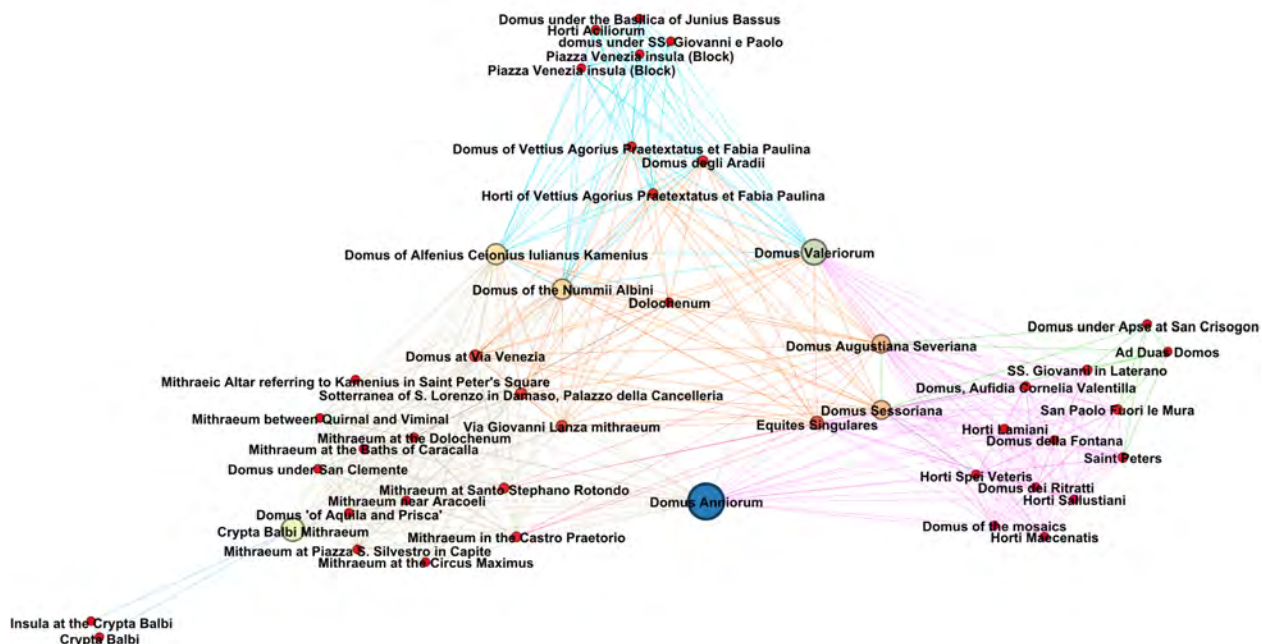 Domus under the Basilica of Junius Bassus
Horti Aciliorum
domus under SS. Giovanni e Paolo
Piazza Venezia insula (Block)
Piazza Venezia insula (Block)
Domus of Vettius Agorius Praetextatus et Fabia Paulina
Domus degli Aradii
Horti of Vettius Agorius Praetextatus et Fabia Paulina
Domus of Alfenius Ceionius Iulianus Kamenius
Domus Valeriorum
Domus of the Nummii Albini
Dolochenum
Domus under Apse at San Crisogon
Domus Augustiana Severiana
Ad Duas Domos
Domus at Via Venezia
SS. Giovanni in Laterano
Mithraeic Altar referring to Kamenius in Saint Peter's Square
Domus, Aufidia Cornelia Valentilla
Sotterranea of S. Lorenzo in Damaso, Palazzo della Cancelleria
Domus Sessoriana
San Paolo Fuori le Mura
Mithraeum between Quirnal and Viminal
Via Giovanni Lanza mithraeum
Equites Singulares
Horti Lamiani
Mithraeum at the Dolochenum
Domus della Fontana
Mithraeum at the Baths of Caracalla
Saint Peters
Domus under San Clemente
Horti Spei Veteris
Mithraeum at Santo Stephano Rotondo
Domus dei Ritratti
Mithraeum near Aracoeli
Domus Anniorum
Horti Sallustiani
Domus 'of Aquila and Prisca'
Crypta Balbi Mithraeum
Domus of the mosaics
Mithraeum in the Castro Praetorio
Horti Maecenatis
Mithraeum at Piazza S. Silvestro in Capite
Mithraeum at the Circus Maximus
Insula at the Crypta Balbi
Crypta Balbi